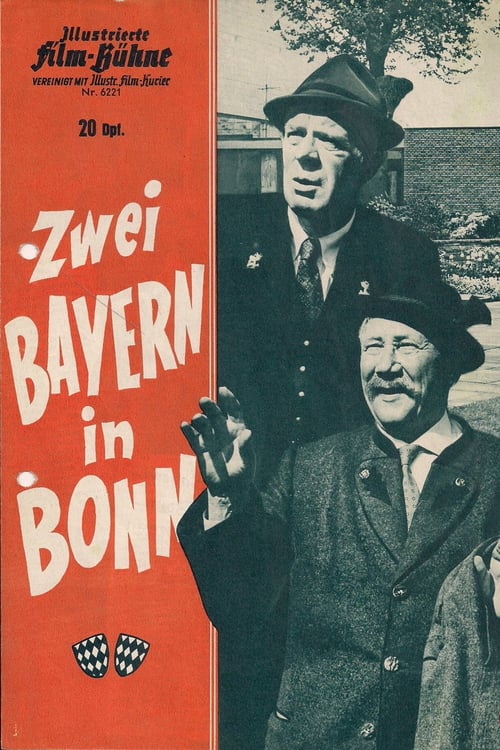 Illustrierte
Film-Bühne
VEREINIGT MIT Illustr. Film-Kurier
Nr. 6221
20 Dpf.
Zwei
BAYERN
in
BONN